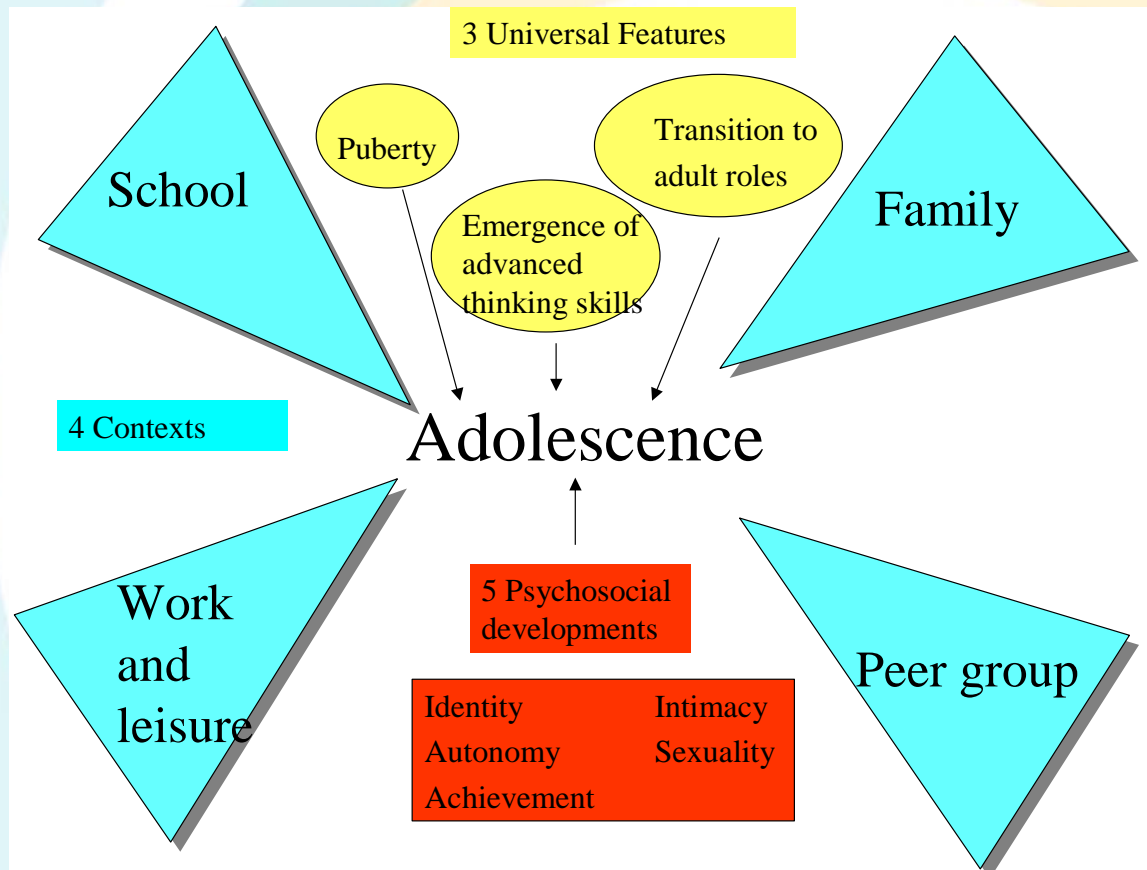 3 Universal Features
School
Puberty
Emergence of
advanced
thinking skills
Transition to
adult roles
Family
4 Contexts
Adolescence
Work
and
leisure
5 Psychosocial
developments
Identity
Intimacy
Autonomy
Sexuality
Achievement
Peer group